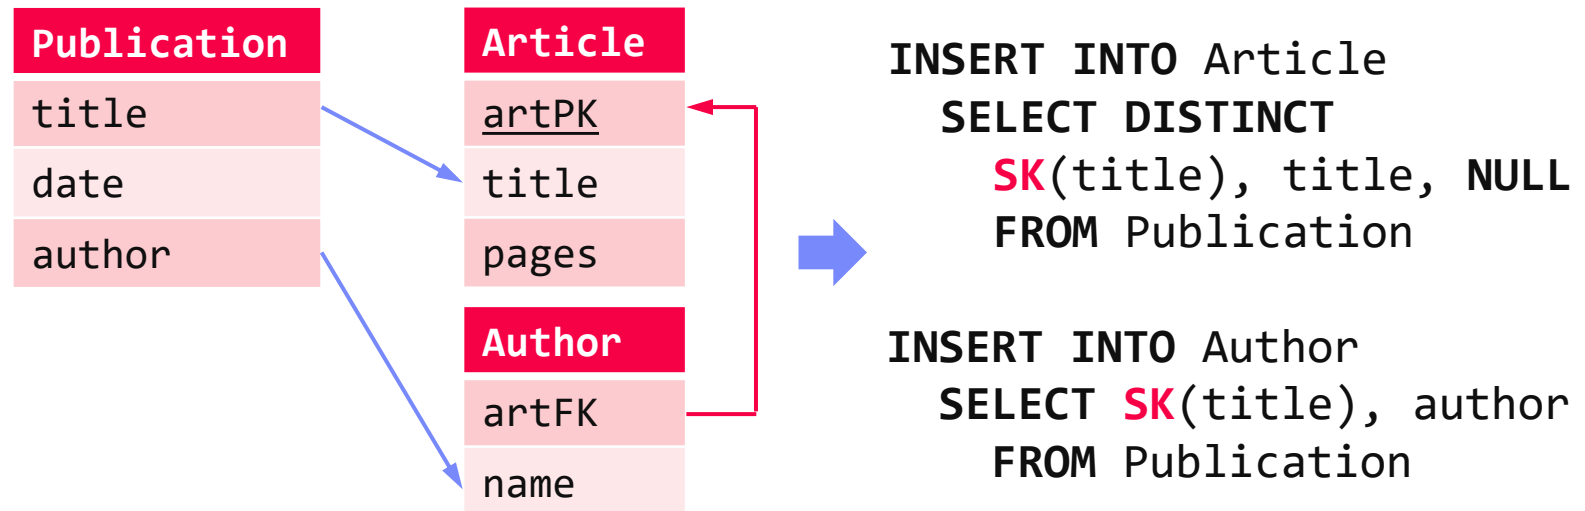 Publication
title
date
author
Article
artPK
title
pages
Author
artFK
name
INSERT INTO Article
SELECT DISTINCT
SK(title), title, NULL
FROM Publication
INSERT INTO Author
SELECT SK(title), author
FROM Publication